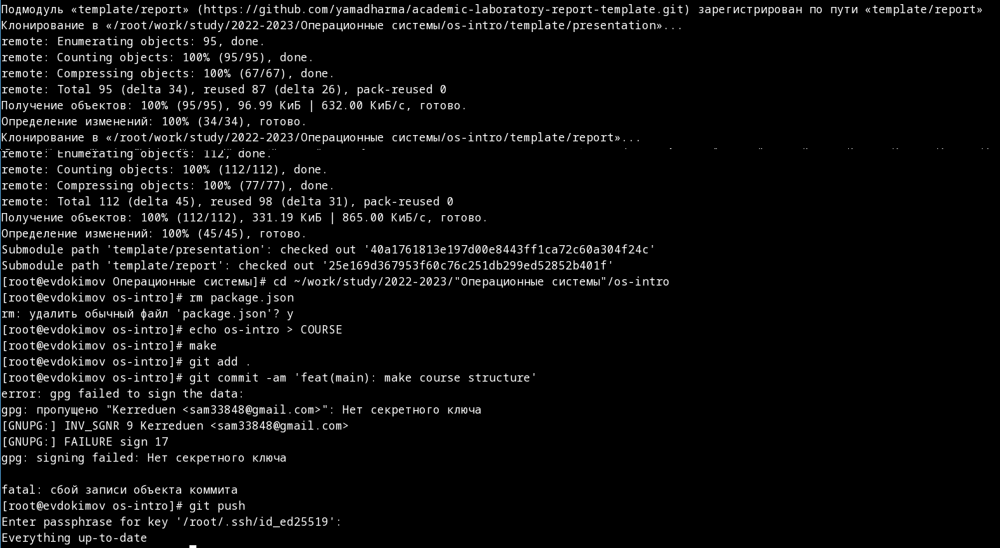 Подмодуль «template/report» (https://github.com/yamadharma/academic-laboratory-report-template.git) зарегистрирован по пути «template/report»
Клонирование в «/root/work/study/2022-2023/Операционные системы/os-intro/template/presentation»...
remote: Enumerating objects: 95, done.
remote: Counting objects: 100% (95/95), done.
remote: Compressing objects: 100% (67/67), done.
remote: Total 95 (delta 34), reused 87 (delta 26), pack-reused 0
Получение объектов: 100% (95/95), 96.99 КиБ | 632.00 КиБ/с, готово.
Определение изменений: 100% (34/34), готово.
Клонирование в «/root/work/study/2022-2023/Операционные системы/os-intro/template/report»...
remote: Enumerating objects: 112, done.
remote: Counting objects: 100% (112/112), done.
remote: Compressing objects: 100% (77/77), done.
remote: Total 112 (delta 45), reused 98 (delta 31), pack-reused 0
Получение объектов: 100% (112/112), 331.19 КиБ | 865.00 КиБ/с, готово.
Определение изменений: 100% (45/45), готово.
Submodule path 'template/presentation': checked out '40a1761813e197d00e8443ff1ca72c60a304f24c'
Submodule path 'template/report': checked out '25e169d367953f60c76c251db299ed52852b401f'
[root@evdokimov Операционные системы]# cd ~/work/study/2022-2023/"Операционные системы"/os-intro
[root@evdokimov os-intro]# rm package.json
rm: удалить обычный файл 'package.json'? y
[root@evdokimov os-intro]# echo os-intro > COURSE
[root@evdokimov os-intro]# make
[root@evdokimov os-intro]# git add .
[root@evdokimov os-intro]# git commit -am 'feat(main): make course structure'
error: gpg failed to sign the data:
gpg: пропущено "Kerreduen <sam33848@gmail.com>": Нет секретного ключа
[GNUPG:] INV_SGNR 9 Kerreduen <sam33848@gmail.com>
[GNUPG:] FAILURE sign 17
gpg: signing failed: Нет секретного ключа
fatal: сбой записи объекта коммита
[root@evdokimov os-intro]# git push
Enter passphrase for key '/root/.ssh/id_ed25519':
Everything up-to-date